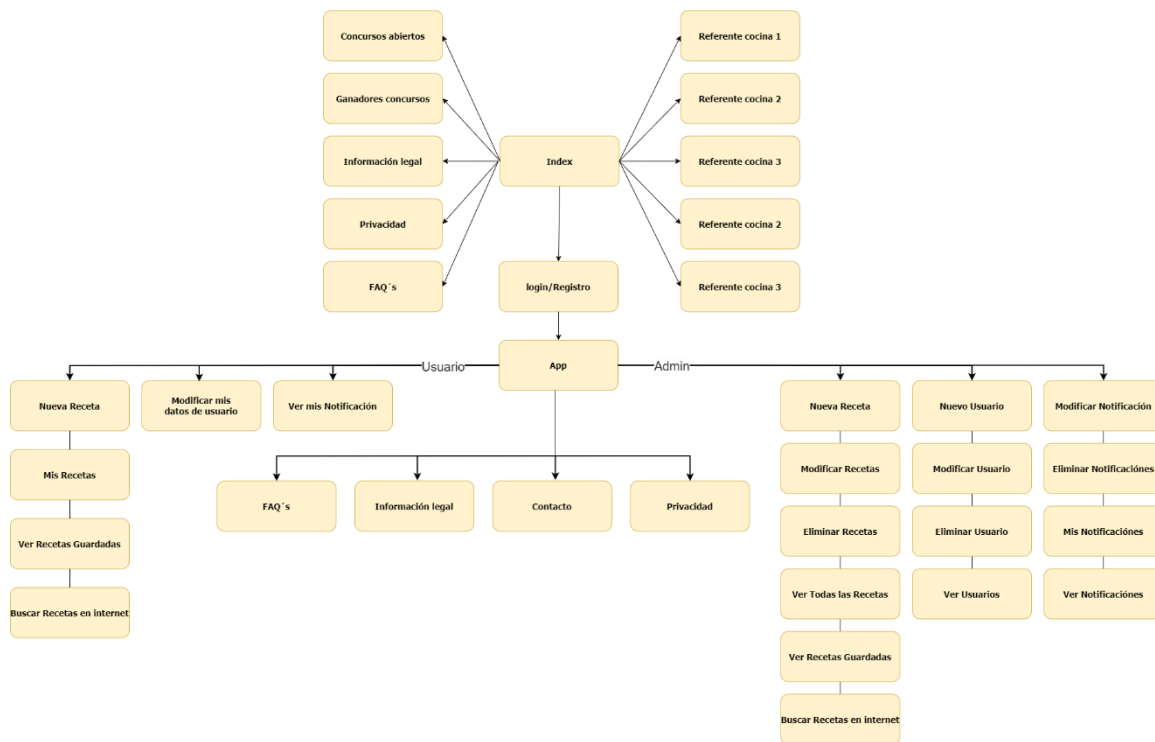 Concursos abiertos
Referente cocina 1
Ganadores concursos
Referente cocina 2
Información legal
Index
Referente cocina 3
Privacidad
Referente cocina 2
FAQ´s
login/Registro
Referente cocina 3
Usuario
App
Admin
Nueva Receta
Modificar mis
datos de usuario
Ver mis Notificación
Nueva Receta
Nuevo Usuario
Modificar Notificación
Mis Recetas
Modificar Recetas
Modificar Usuario
Eliminar Notificaciónes
FAQ´s
Información legal
Contacto
Privacidad
Ver Recetas Guardadas
Eliminar Recetas
Eliminar Usuario
Mis Notificaciónes
Buscar Recetas en internet
Ver Todas las Recetas
Ver Usuarios
Ver Notificaciónes
Ver Recetas Guardadas
Buscar Recetas en internet